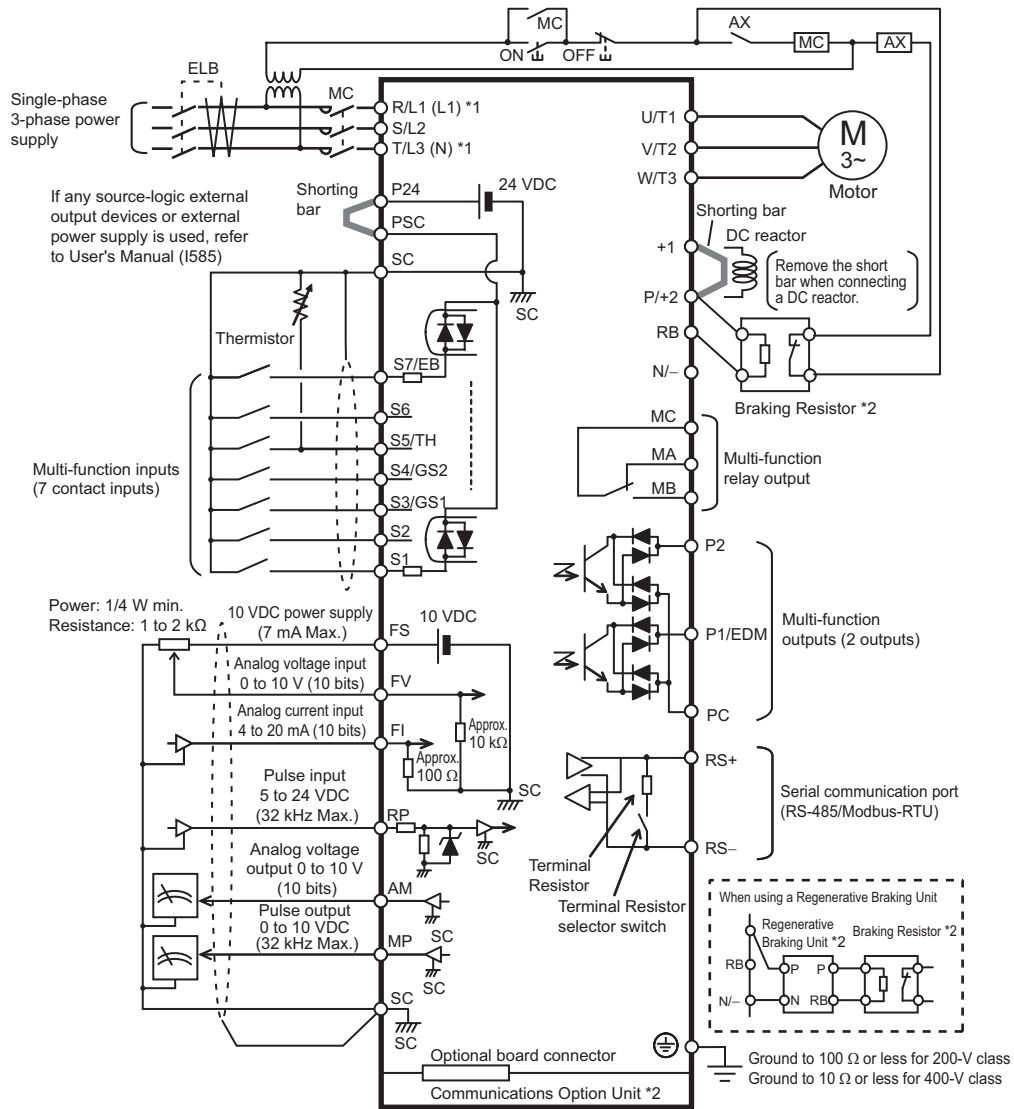 MC
AX
ON
OFF
MC
AX
ELB
MC
Single-phase
3-phase power
supply
R/L1 (L1) *1
S/L2
T/L3 (N) *1
U/T1
V/T2
W/T3
M
3~
Motor
If any source-logic external
output devices or external
power supply is used, refer
to User's Manual (I585)
Shorting
bar
P24
24 VDC
PSC
SC
SC
Shorting bar
DC reactor
+1
P/+2
Remove the short
bar when connecting
a DC reactor.
RB
N/–
Braking Resistor *2
Thermistor
S7/EB
S6
S5/TH
S4/GS2
S3/GS1
S2
S1
Multi-function inputs
(7 contact inputs)
MC
MA
MB
Multi-function
relay output
P2
P1/EDM
PC
Multi-function
outputs (2 outputs)
Power: 1/4 W min.
Resistance: 1 to 2 kΩ
10 VDC power supply
(7 mA Max.)
FS
10 VDC
Analog voltage input
0 to 10 V (10 bits)
FV
Analog current input
4 to 20 mA (10 bits)
FI
Approx.
10 kΩ
Approx.
100 Ω
SC
Pulse input
5 to 24 VDC
(32 kHz Max.)
RP
SC
Analog voltage
output 0 to 10 V
(10 bits)
AM
SC
Pulse output
0 to 10 VDC
(32 kHz Max.)
MP
SC
SC
SC
RS+
RS–
Serial communication port
(RS-485/Modbus-RTU)
Terminal
Resistor
Terminal Resistor
selector switch
When using a Regenerative Braking Unit
Regenerative
Braking Unit *2
Braking Resistor *2
RB
N/–
P
P
N
RB
Optional board connector
Communications Option Unit *2
Ground to 100 Ω or less for 200-V class
Ground to 10 Ω or less for 400-V class